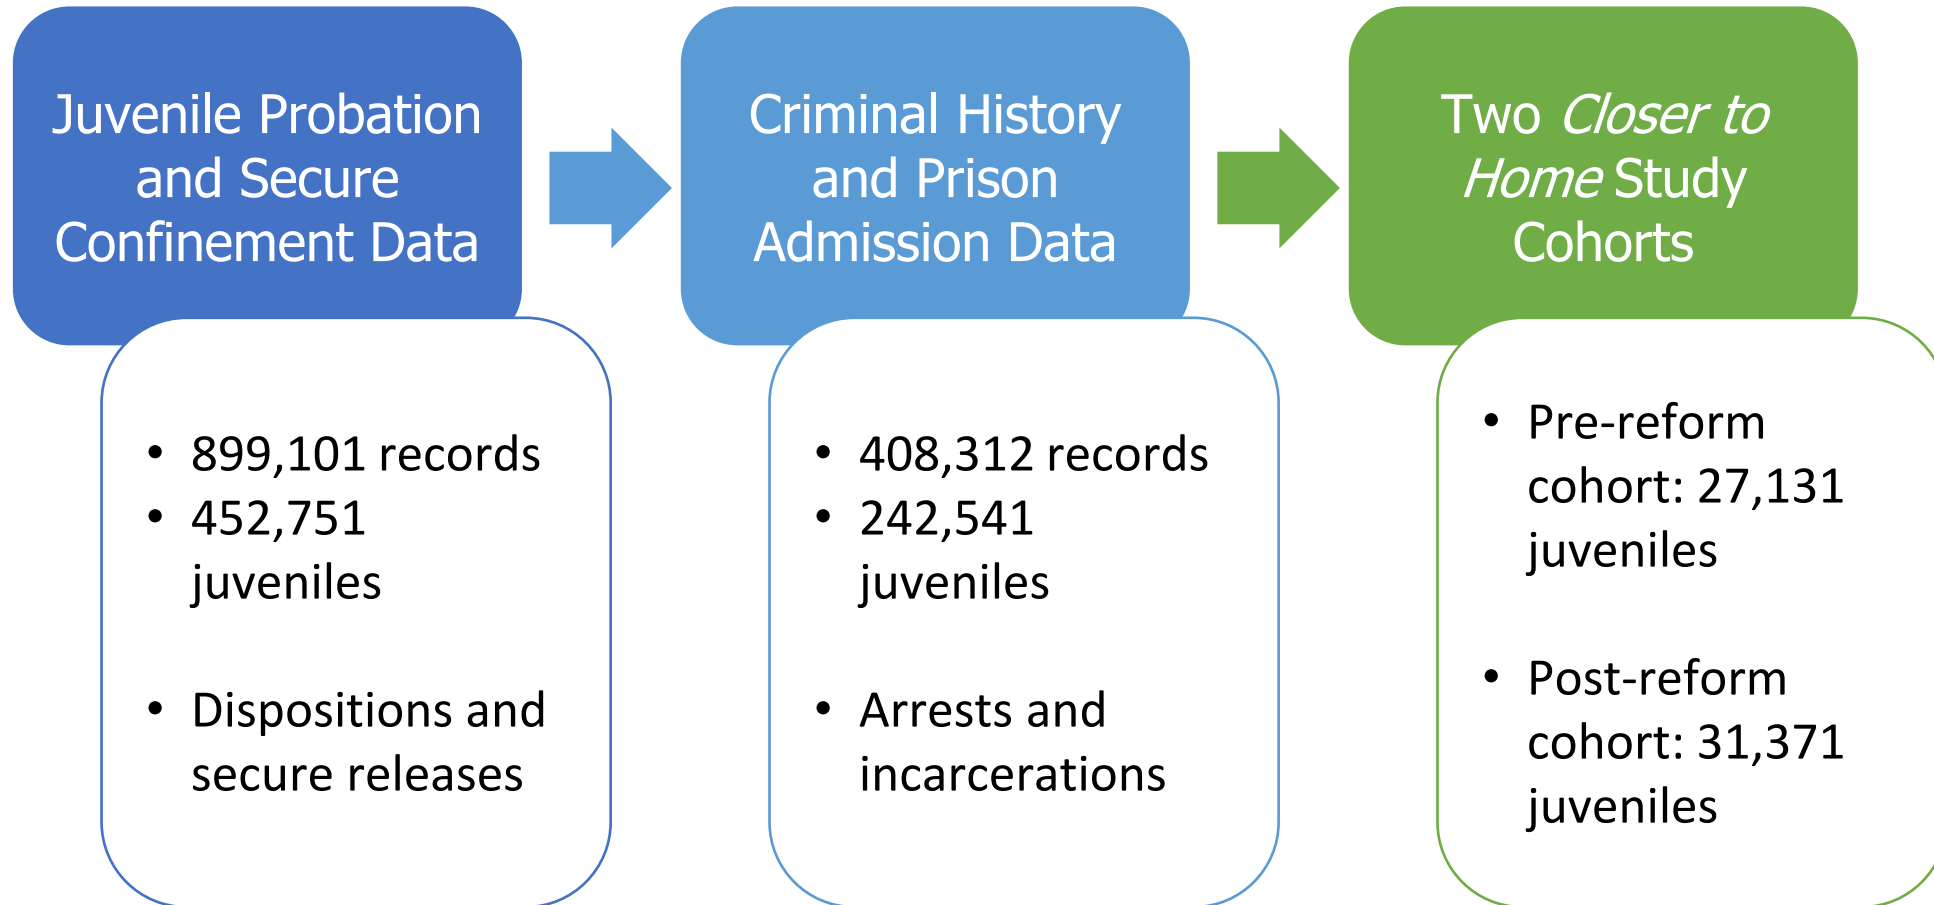 Juvenile Probation
and Secure
Confinement Data
• 899,101 records
• 452,751
juveniles
• Dispositions and
secure releases
Criminal History
and Prison
Admission Data
• 408,312 records
• 242,541
juveniles
• Arrests and
incarcerations
Two Closer to
Home Study
Cohorts
• Pre-reform
cohort: 27,131
juveniles
• Post-reform
cohort: 31,371
juveniles